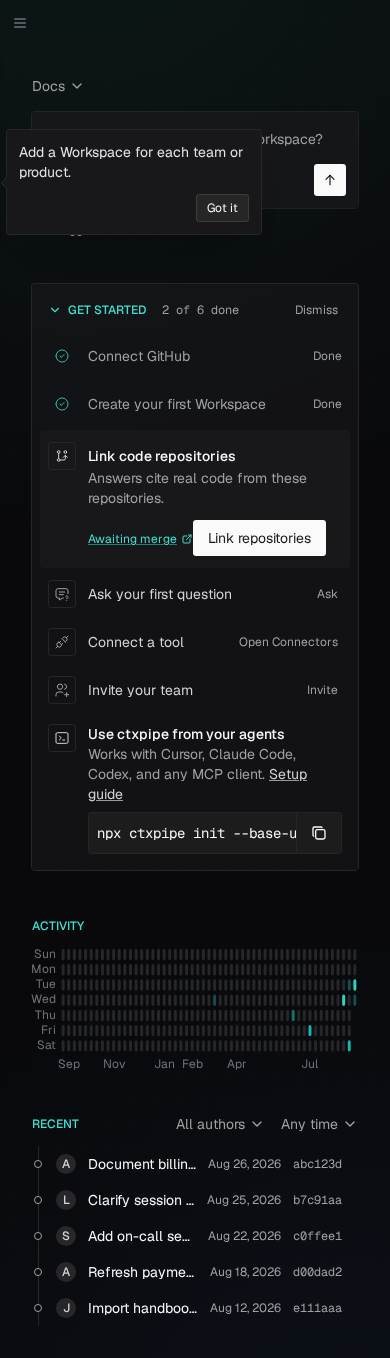 Docs
orkspace?
Add a Workspace for each team or
product.
Got it
GET STARTED 2 of 6 done Dismiss
Connect GitHub Done
Create your first Workspace Done
Link code repositories
Answers cite real code from these
repositories.
Awaiting merge Link repositories
Ask your first question Ask
Connect a tool Open Connectors
Invite your team Invite
Use ctxpipe from your agents
Works with Cursor, Claude Code,
Codex, and any MCP client. Setup
guide
npx ctxpipe init --base-u
ACTIVITY
Sun
Mon
Tue
Wed
Thu
Fri
Sat
Sep Nov Jan Feb Apr Jul
RECENT All authors Any time
A Document billin... Aug 26, 2026 abc123d
L Clarify session ... Aug 25, 2026 b7c91aa
S Add on-call se... Aug 22, 2026 c0ffee1
A Refresh payme... Aug 18, 2026 d00dad2
J Import handboo... Aug 12, 2026 e111aaa